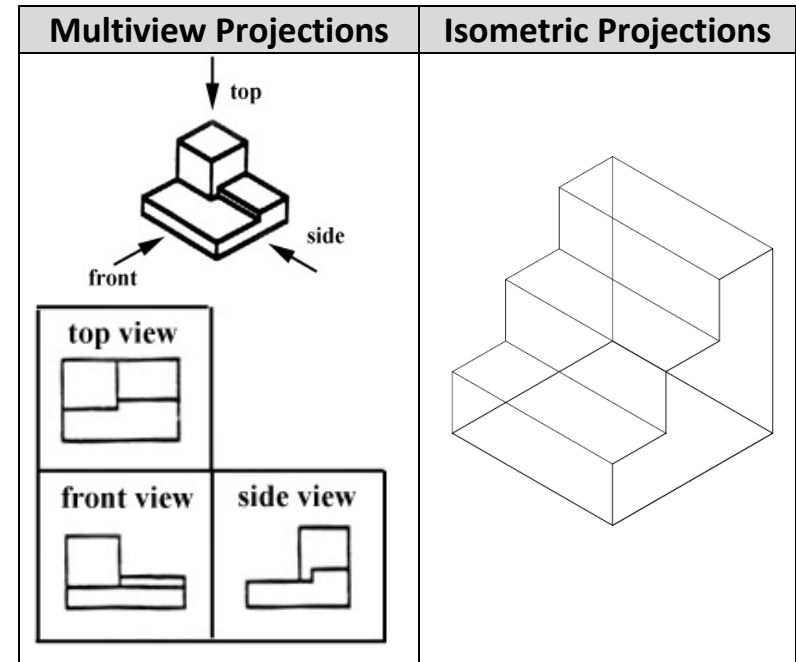 Multiview Projections
Isometric Projections
top
side
front
top view
front view
side view